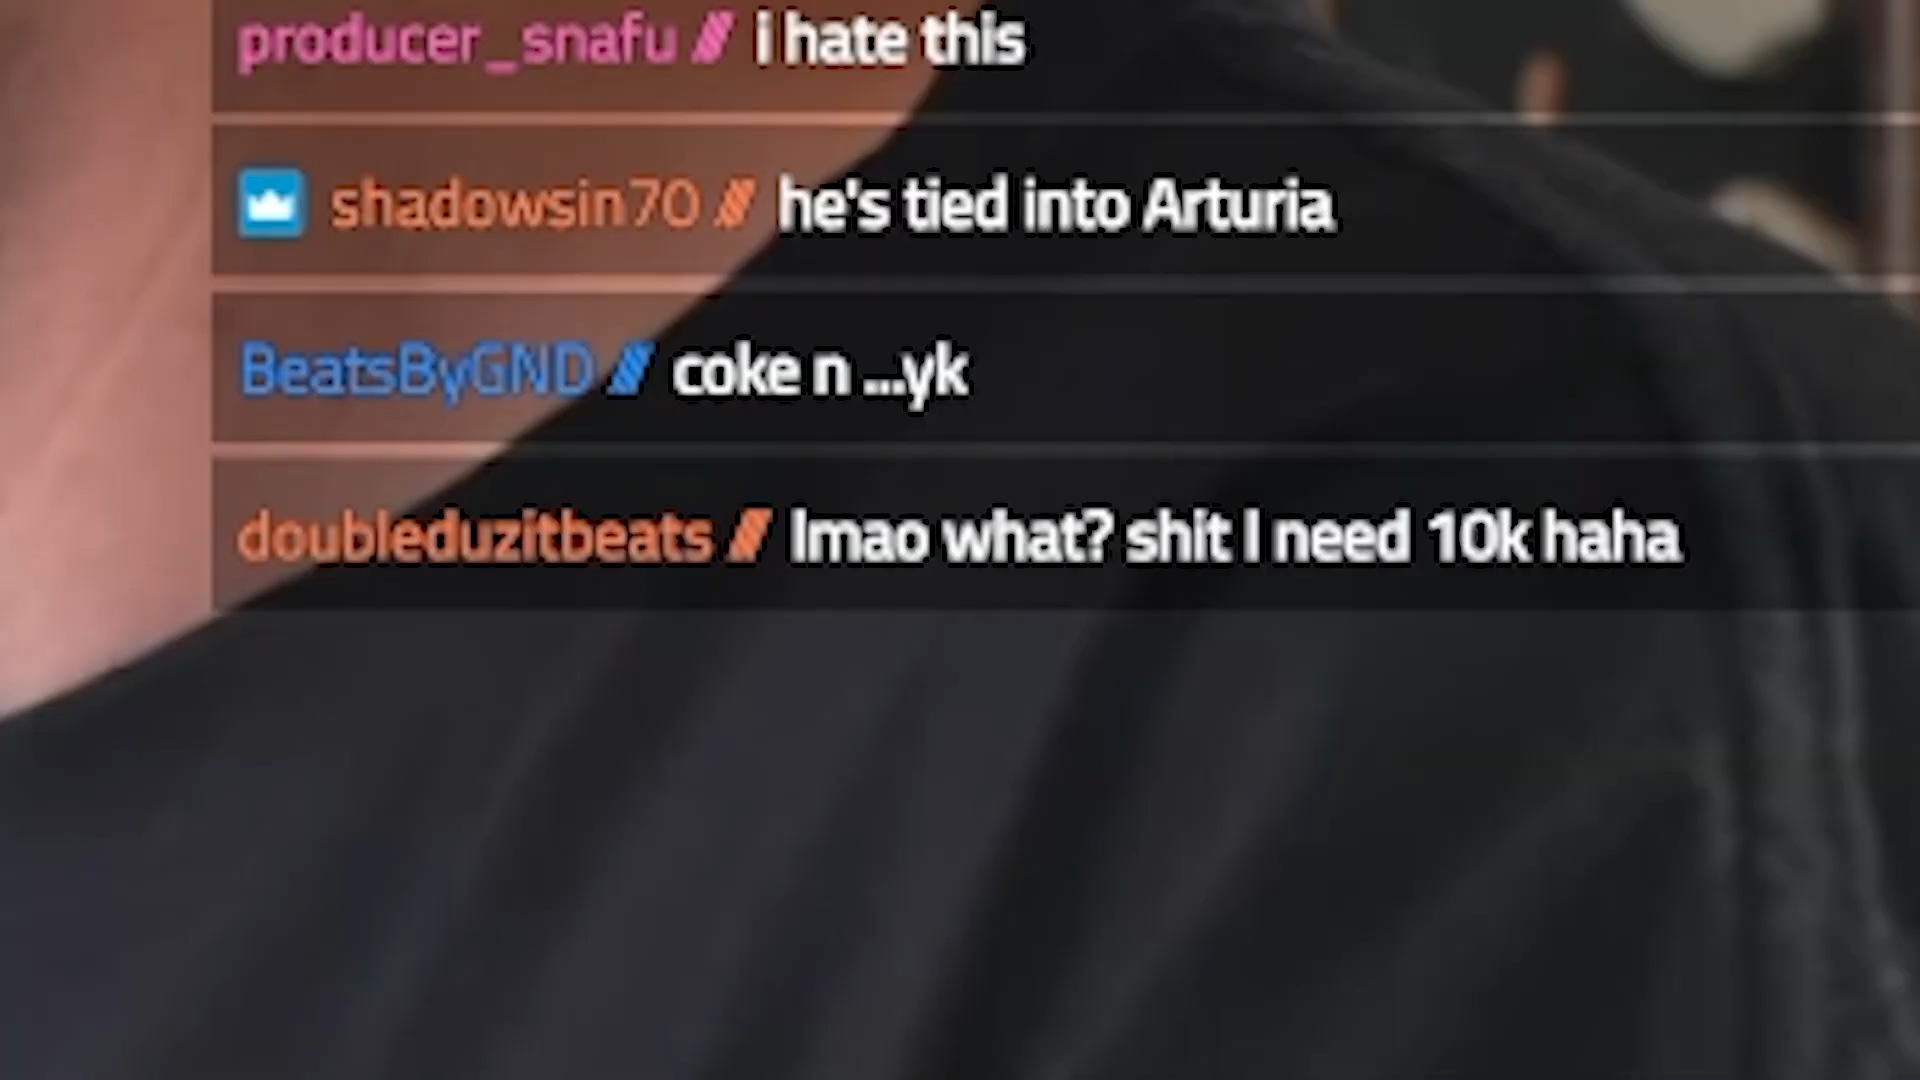 producer_snafu // i hate this
shadowsin70 // he's tied into Arturia
BeatsByGND // coke n ...yk
doubleduzitbeats // lmao what? shit I need 10k haha